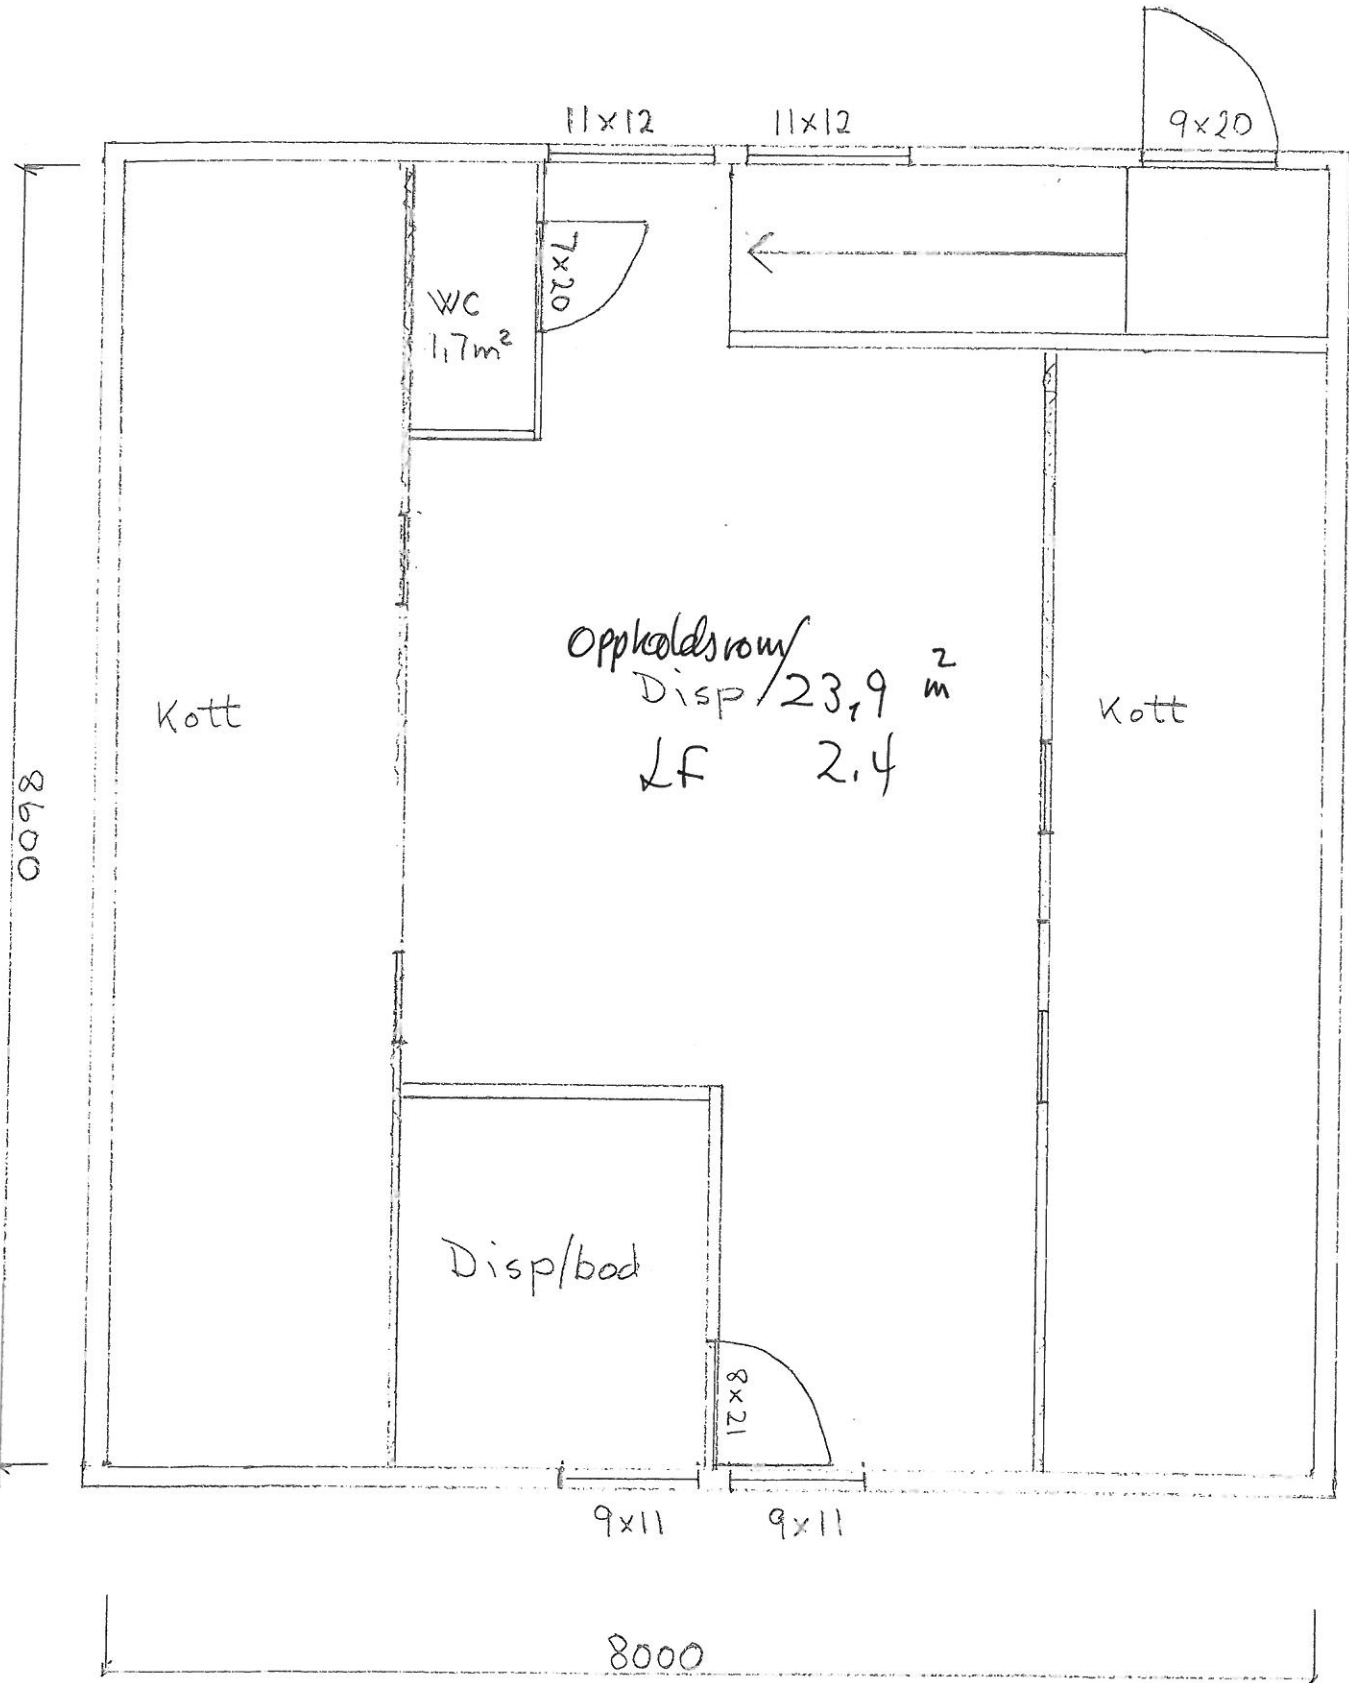 11x12
11x12
9x20
7x20
WC
1,7m²
Oppholdsrom/
Disp/23,9 m²
LF 2.4
Kott
Kott
8600
Disp/bod
8x21
9x11
9x11
8000